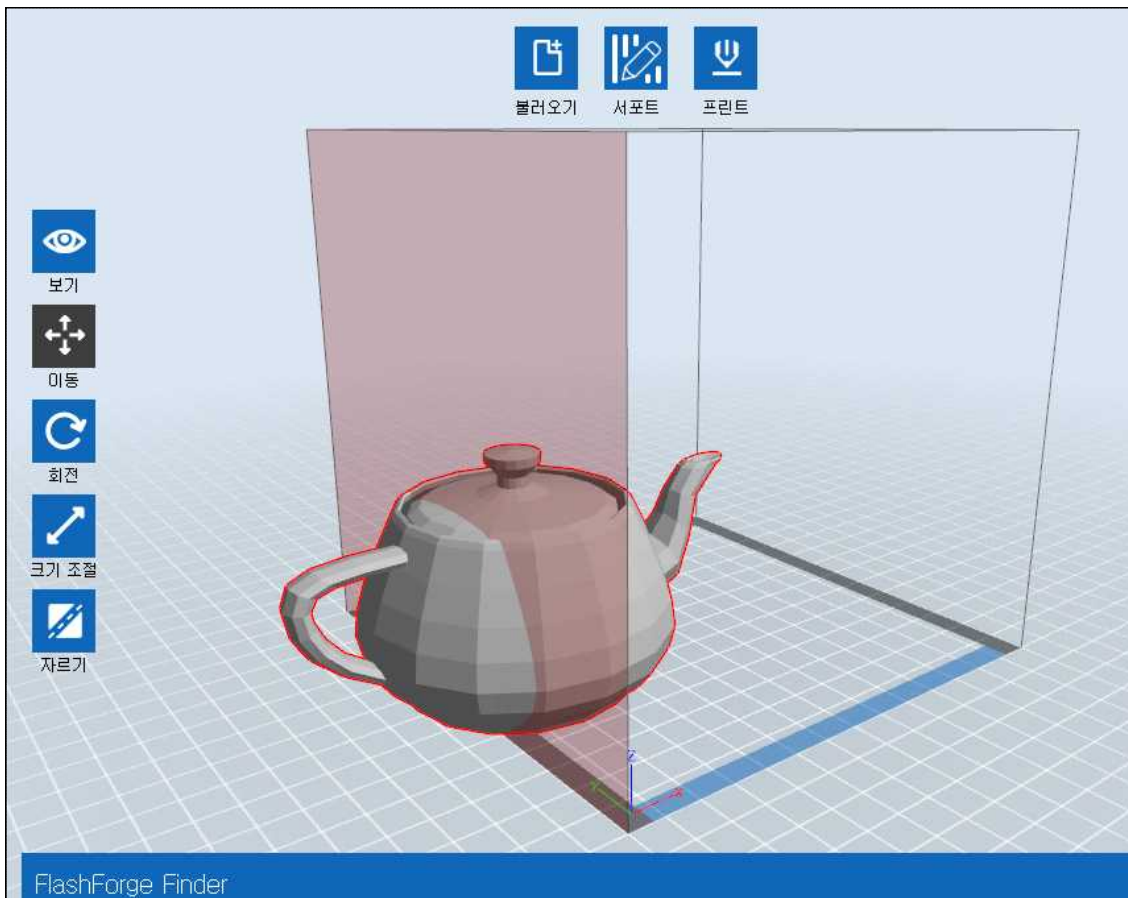 불러오기 서포트 프린트
보기
이동
회전
크기 조절
자르기
Z
Y
X
FlashForge Finder